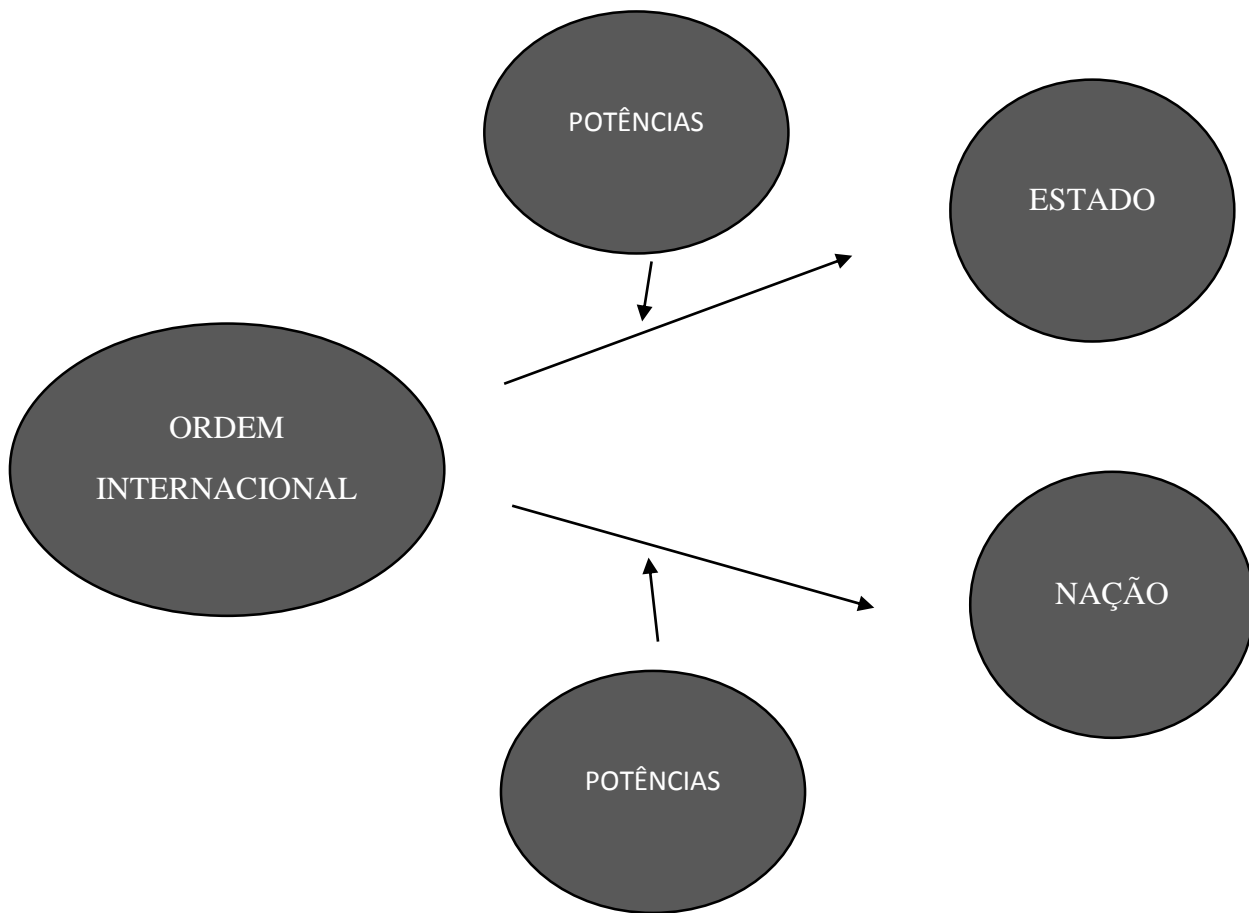 POTÊNCIAS
ESTADO
ORDEM
INTERNACIONAL
NAÇÃO
POTÊNCIAS